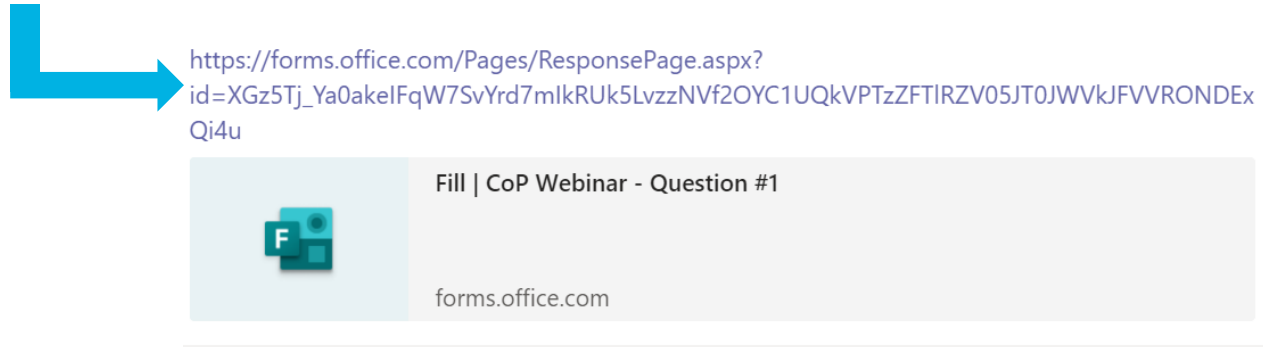 https://forms.office.com/Pages/ResponsePage.aspx?
id=XGz5Tj_Ya0akeIFqW7SvYrd7mIkRUk5LvzzNVf2OYC1UQkVPTzZFTlRZV05JT0JWVkJFVVRONDEx
Qi4u
Fill | CoP Webinar - Question #1
F
forms.office.com